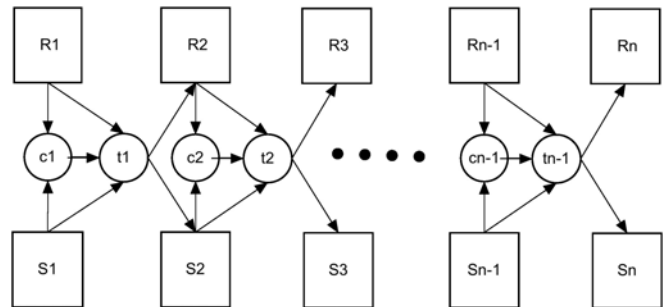 R1 R2 R3 Rn-1 Rn
c1 t1 c2 t2 cn-1 tn-1
S1 S2 S3 Sn-1 Sn